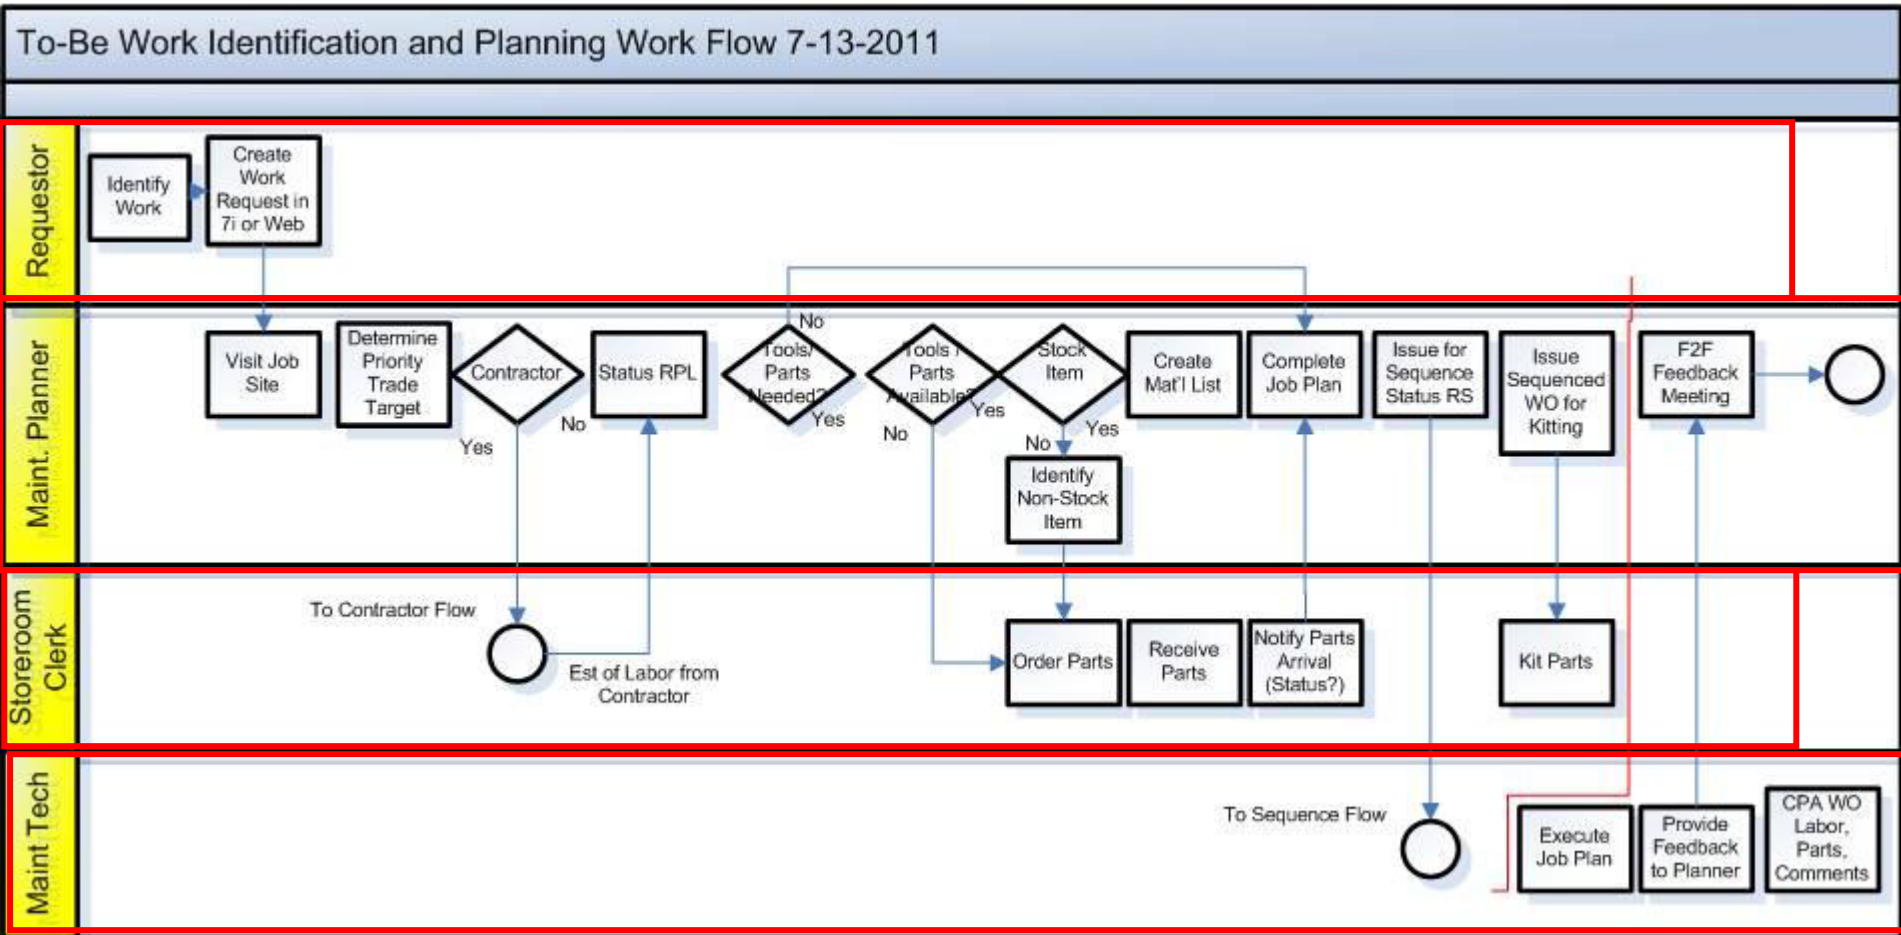 To-Be Work Identification and Planning Work Flow 7-13-2011
Requestor
Identify
Work
Create
Work
Request in
7i or Web
Maint. Planner
Visit Job
Site
Determine
Priority
Trade
Target
Contractor
Yes
No
Status RPL
Tools/
Parts
Needed?
No
Yes
Tools /
Parts
Available?
No
Yes
Stock
Item
No
Yes
Identify
Non-Stock
Item
Create
Mat'l List
Complete
Job Plan
Issue for
Sequence
Status RS
Issue
Sequenced
WO for
Kitting
F2F
Feedback
Meeting
Storeroom
Clerk
To Contractor Flow
Est of Labor from
Contractor
Order Parts
Receive
Parts
Notify Parts
Arrival
(Status?)
Kit Parts
Maint Tech
To Sequence Flow
Execute
Job Plan
Provide
Feedback
to Planner
CPA WO
Labor,
Parts,
Comments